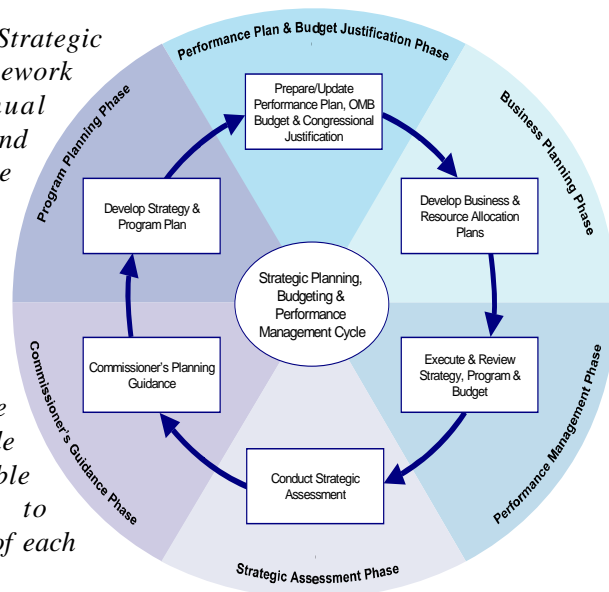 Strategic
ework
nual
nd
e
e
le
ble
to
of each
Performance Plan & Budget Justification Phase
Prepare/Update
Performance Plan, OMB
Budget & Congressional
Justification
Business Planning Phase
Develop Business &
Resource Allocation
Plans
Performance Management Phase
Execute & Review
Strategy, Program &
Budget
Strategic Assessment Phase
Conduct Strategic
Assessment
Commissioner's Guidance Phase
Commissioner's Planning
Guidance
Program Planning Phase
Develop Strategy &
Program Plan
Strategic Planning,
Budgeting &
Performance
Management Cycle